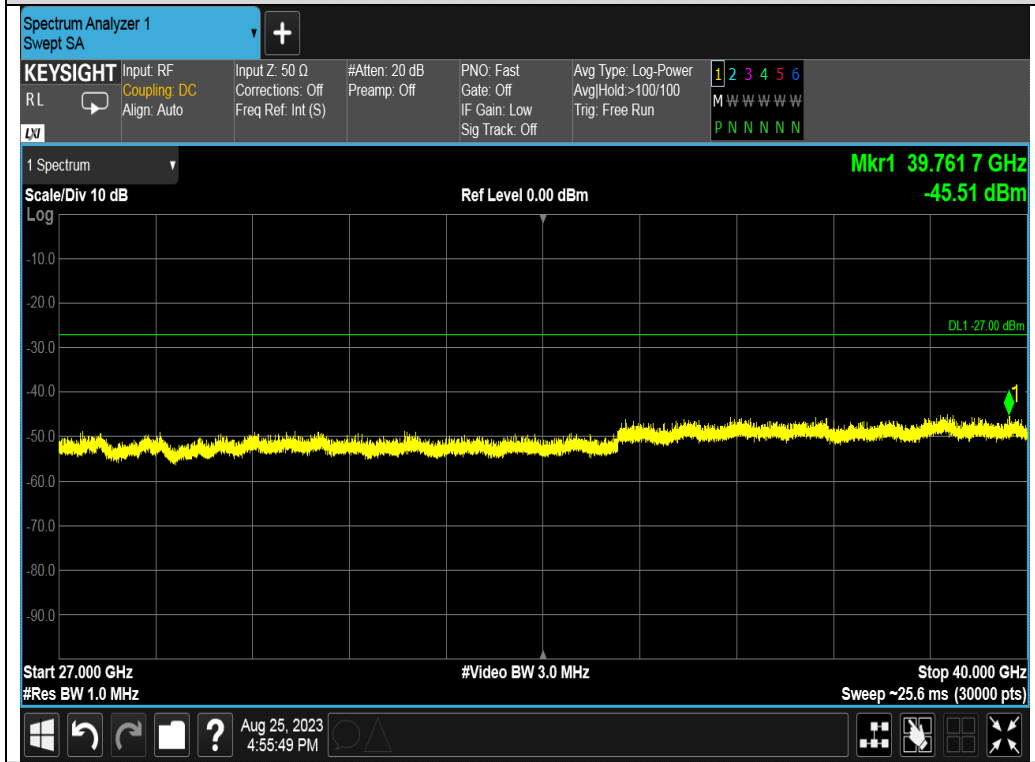 Spectrum Analyzer 1
Swept SA
+
KEYSIGHT
RL
LXI
Input: RF
Coupling: DC
Align: Auto
Input Z: 50 Ω
Corrections: Off
Freq Ref: Int (S)
#Atten: 20 dB
Preamp: Off
PNO: Fast
Gate: Off
IF Gain: Low
Sig Track: Off
Avg Type: Log-Power
Avg|Hold:>100/100
Trig: Free Run
1 2 3 4 5 6
M W W W W W
P N N N N N
1 Spectrum
Mkr1 39.761 7 GHz
-45.51 dBm
Scale/Div 10 dB
Ref Level 0.00 dBm
Log
-10.0
-20.0
DL1 -27.00 dBm
-30.0
-40.0
1
-50.0
-60.0
-70.0
-80.0
-90.0
Start 27.000 GHz
#Video BW 3.0 MHz
Stop 40.000 GHz
#Res BW 1.0 MHz
Sweep ~25.6 ms (30000 pts)
?
Aug 25, 2023
4:55:49 PM